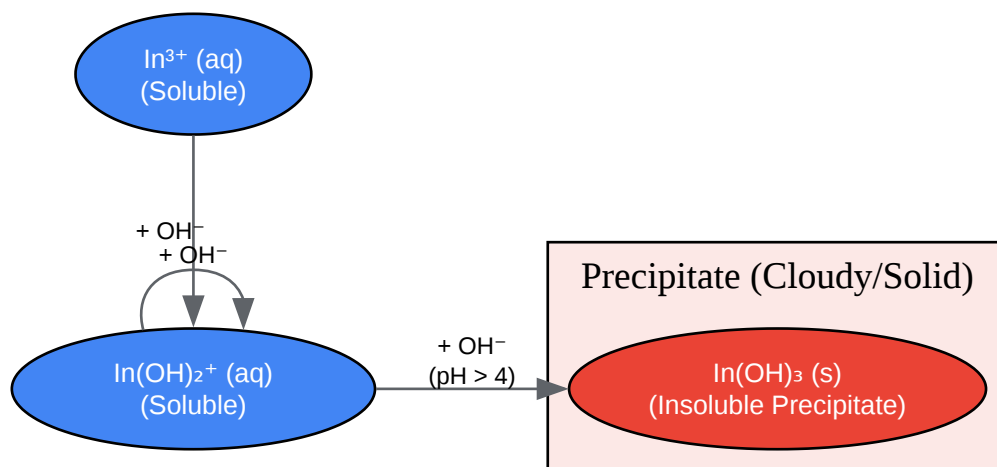 In³⁺ (aq)
(Soluble)
+ OH⁻
+ OH⁻
Precipitate (Cloudy/Solid)
In(OH)₂⁺ (aq)
(Soluble)
+ OH⁻
(pH > 4)
In(OH)₃ (s)
(Insoluble Precipitate)